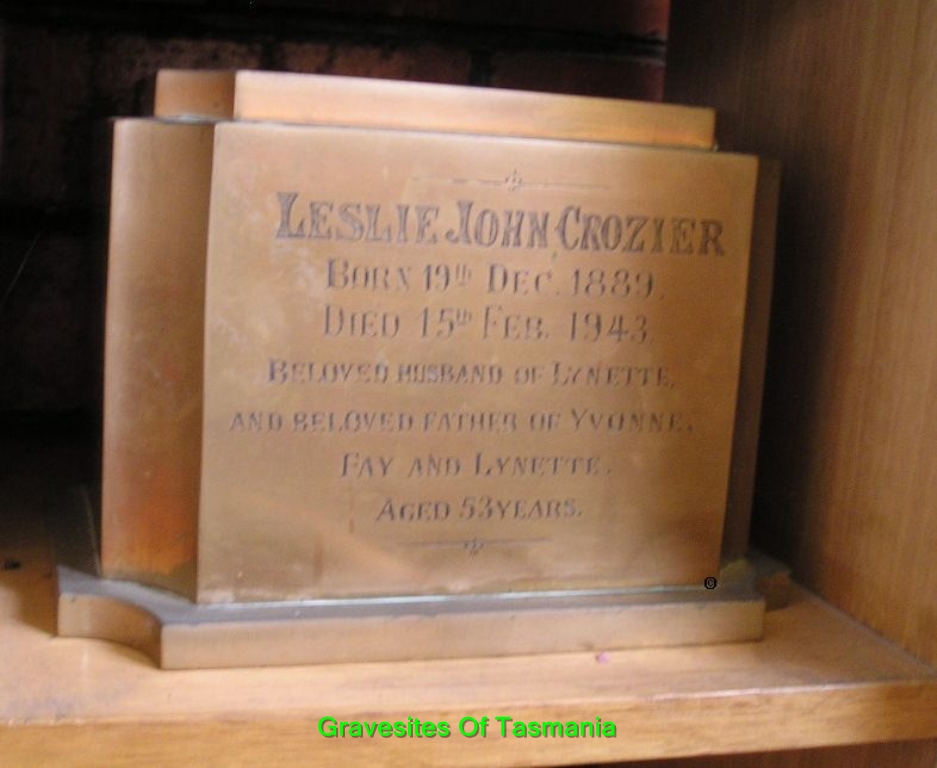 LESLIE JOHN CROZIER
BORN 19th DEC. 1889.
DIED 15th FEB. 1943.
BELOVED HUSBAND OF LYNETTE,
AND BELOVED FATHER OF YVONNE,
FAY AND LYNETTE.
AGED 53 YEARS.
©
Gravesites Of Tasmania